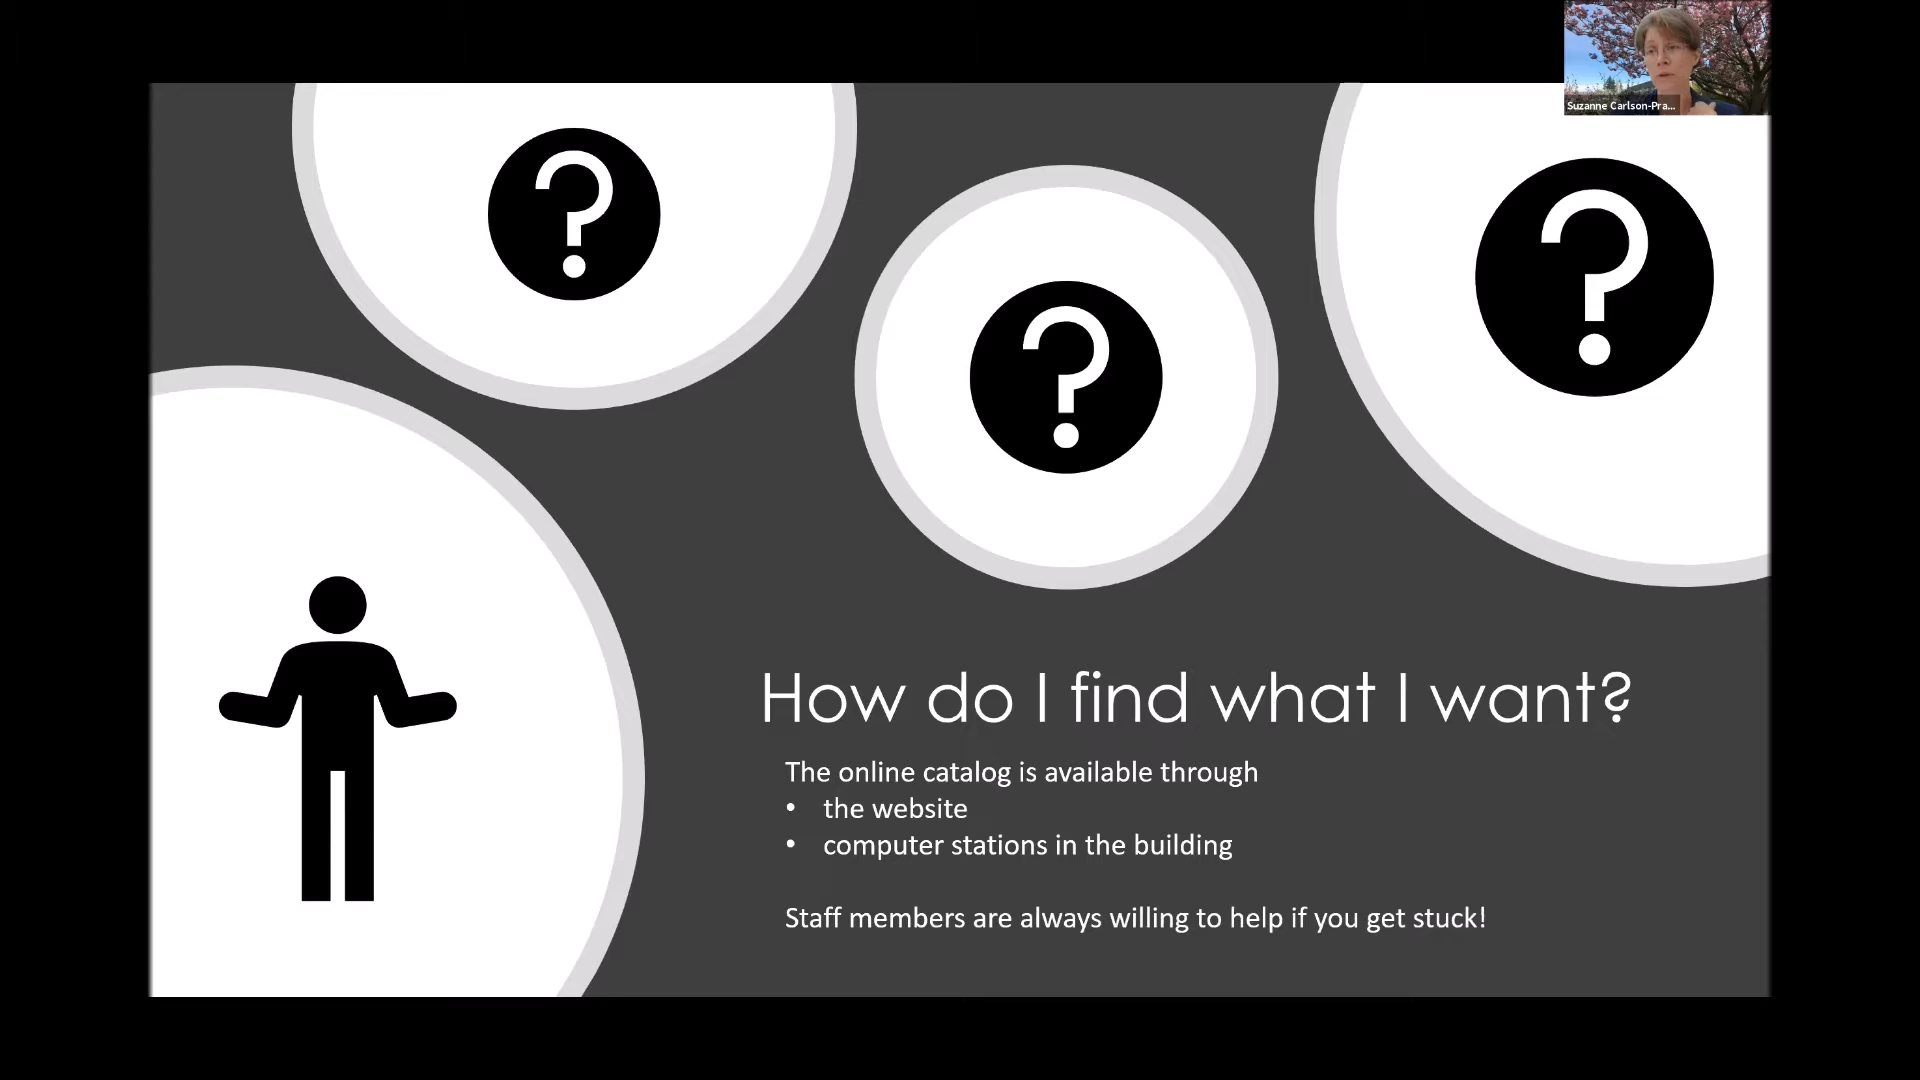 Suzanne Carlson-Pra...
?
?
?
How do I find what I want?
The online catalog is available through
• the website
• computer stations in the building
Staff members are always willing to help if you get stuck!